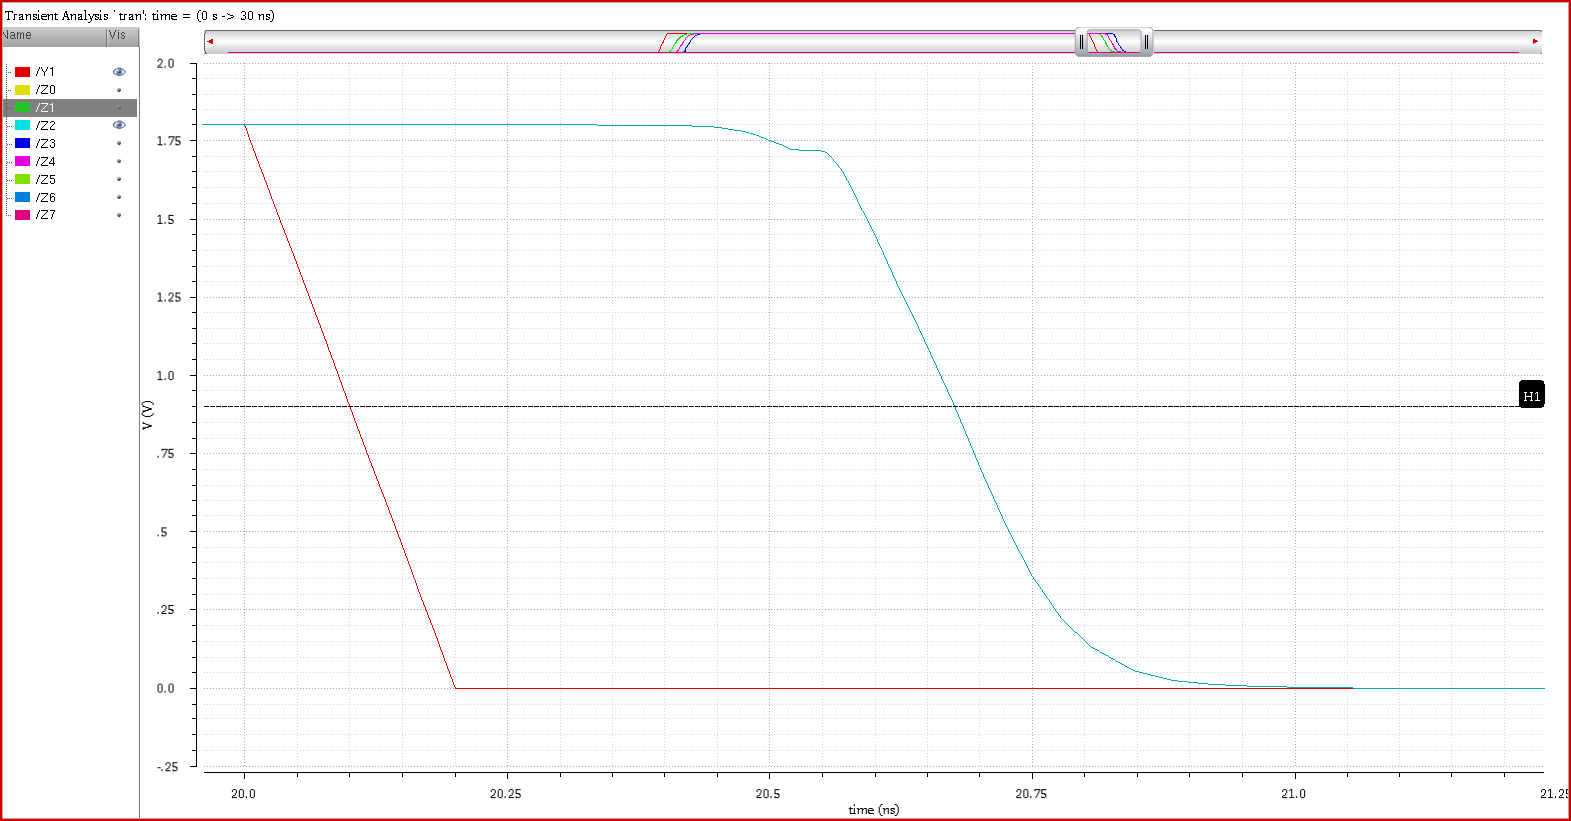 Transient Analysis `tran': time = (0 s -> 30 ns)
Name Vis
/Y1
/Z0
/Z1
/Z2
/Z3
/Z4
/Z5
/Z6
/Z7
2.0
1.75
1.5
1.25
1.0
.75
.5
.25
0.0
-.25
V (V)
H1
20.0 20.25 20.5 20.75 21.0 21.25
time (ns)